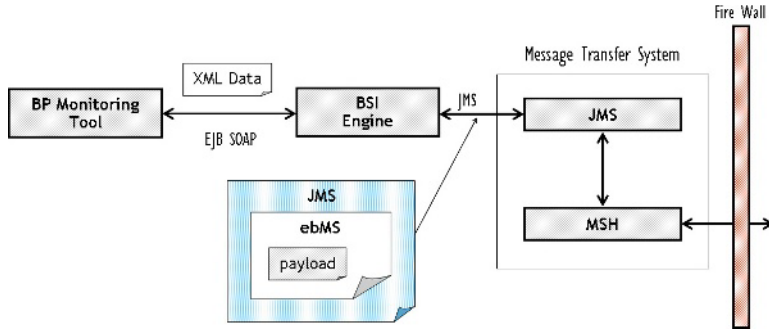 Fire Wall
Message Transfer System
XML Data
BP Monitoring
Tool
EJB SOAP
BSI
Engine
JMS
JMS
MSH
JMS
ebMS
payload